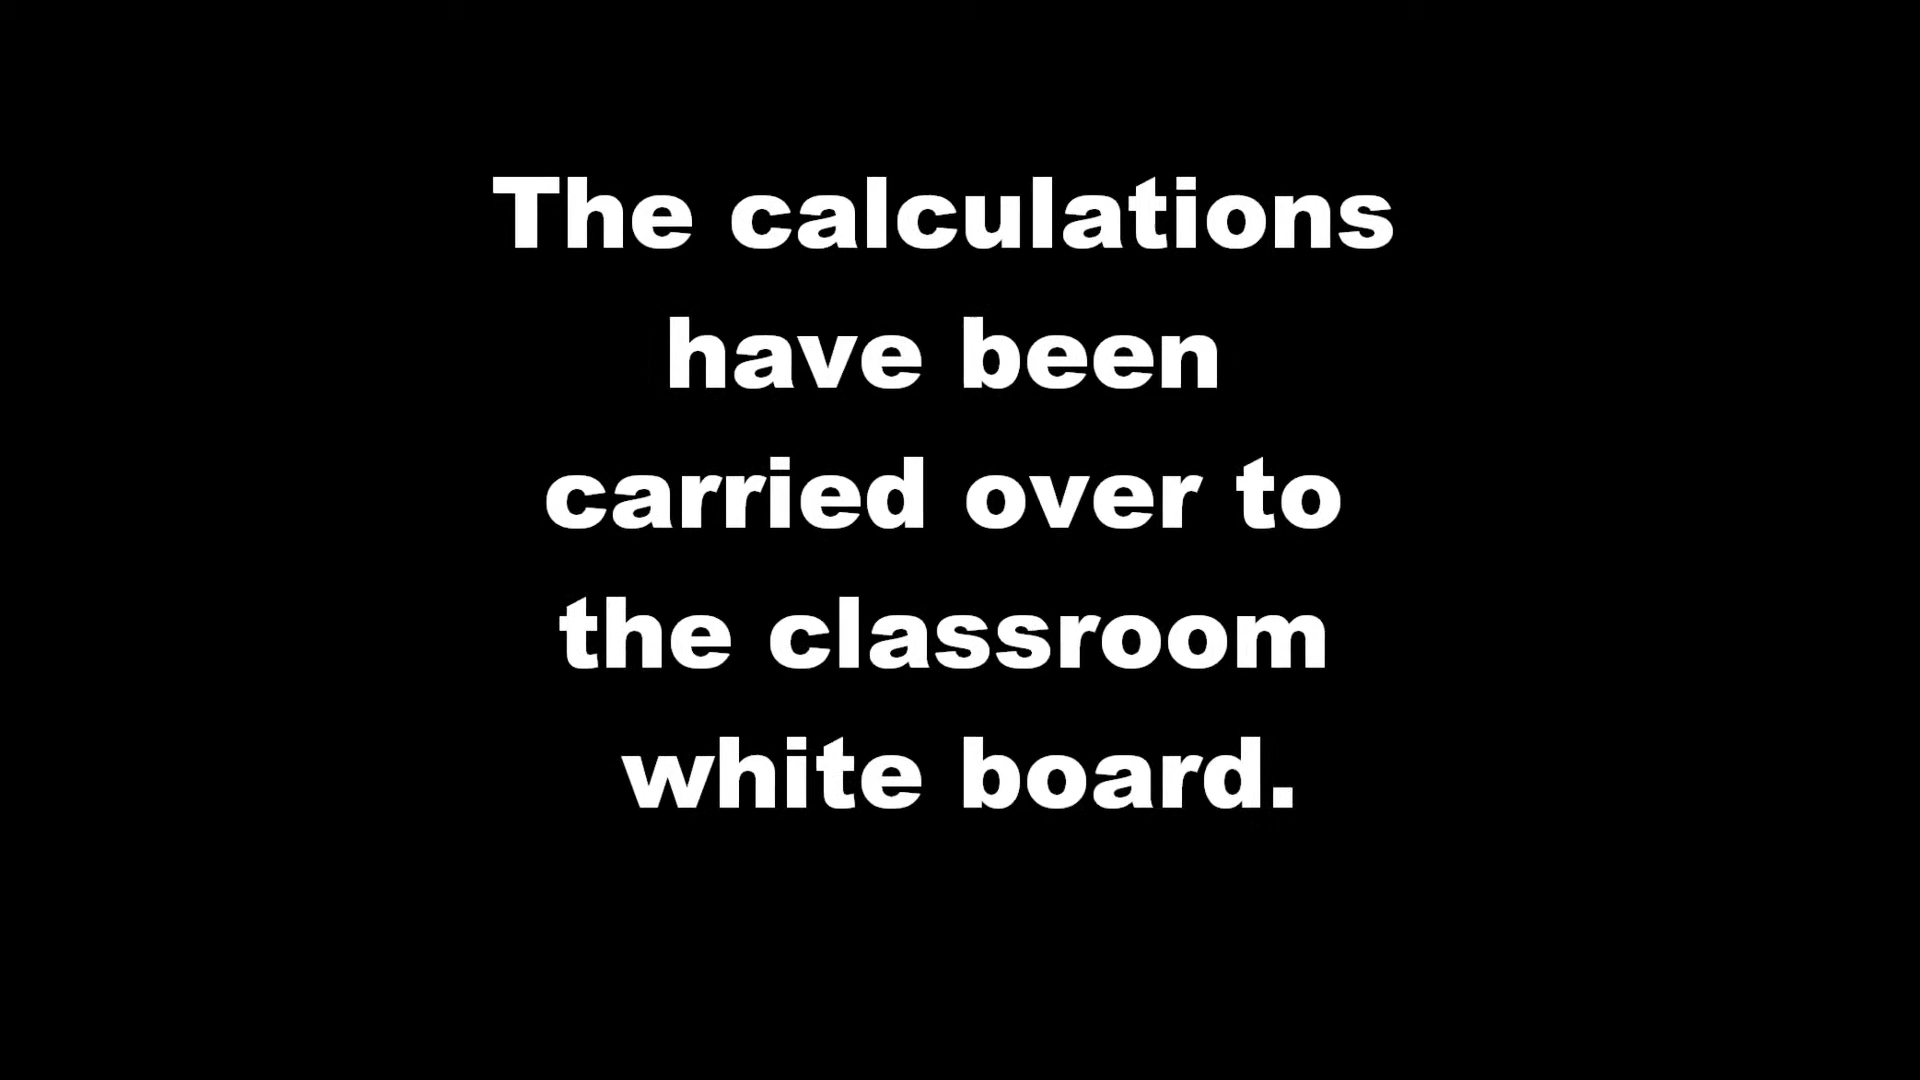 The calculations
have been
carried over to
the classroom
white board.